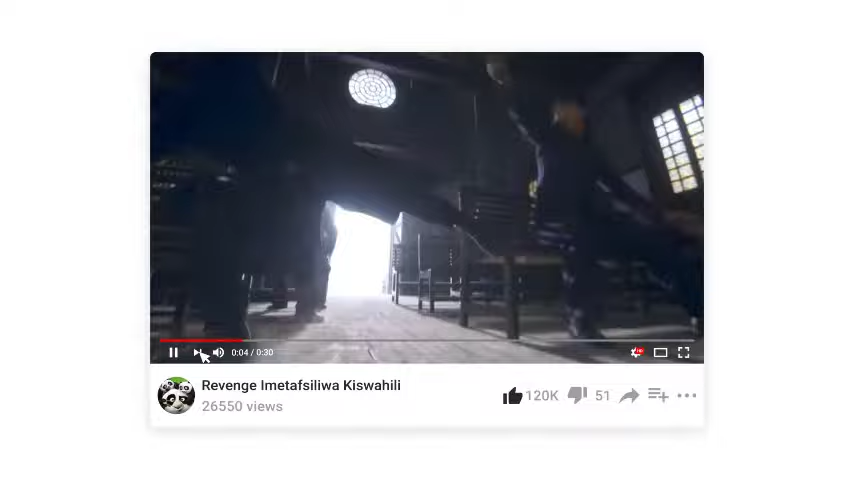 0:04 / 0:30
Revenge Imetafsiliwa Kiswahili
26550 views
120K
51